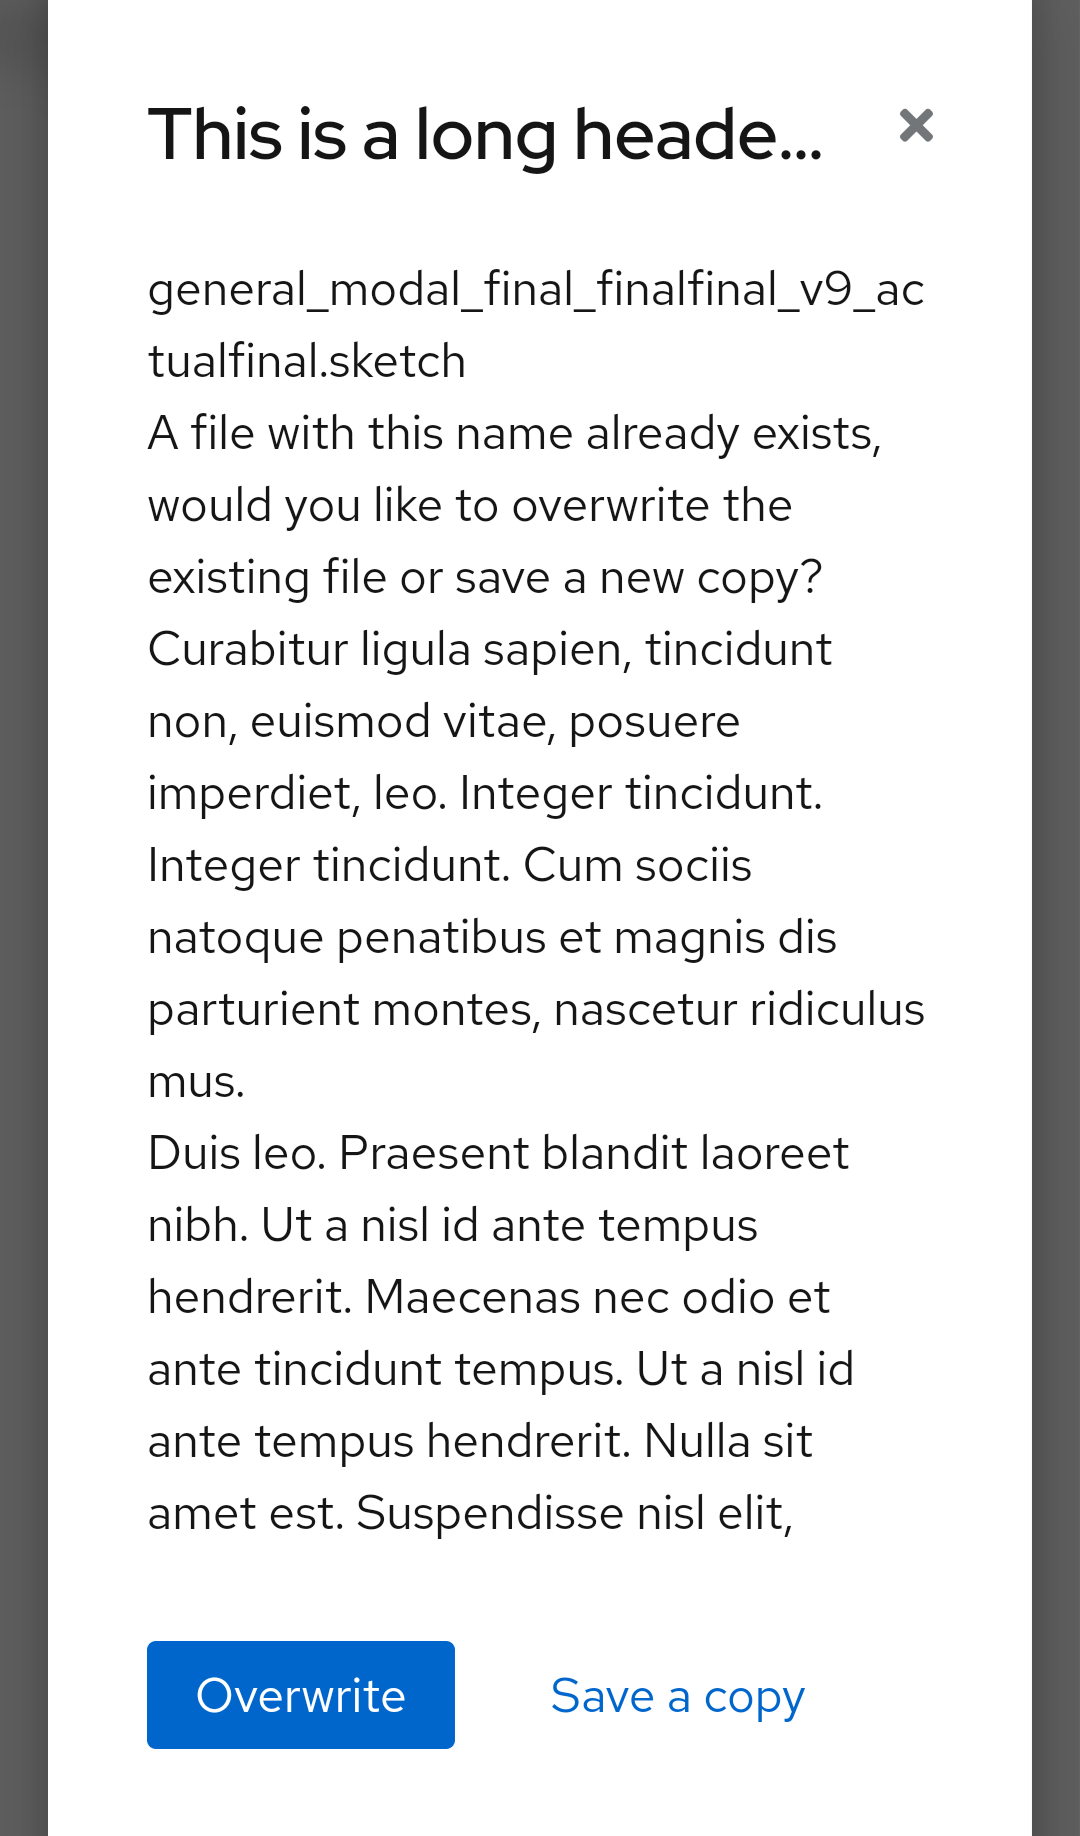 This is a long heade...
general_modal_final_finalfinal_v9_ac
tualfinal.sketch
A file with this name already exists,
would you like to overwrite the
existing file or save a new copy?
Curabitur ligula sapien, tincidunt
non, euismod vitae, posuere
imperdiet, leo. Integer tincidunt.
Integer tincidunt. Cum sociis
natoque penatibus et magnis dis
parturient montes, nascetur ridiculus
mus.
Duis leo. Praesent blandit laoreet
nibh. Ut a nisl id ante tempus
hendrerit. Maecenas nec odio et
ante tincidunt tempus. Ut a nisl id
ante tempus hendrerit. Nulla sit
amet est. Suspendisse nisl elit,
Overwrite
Save a copy